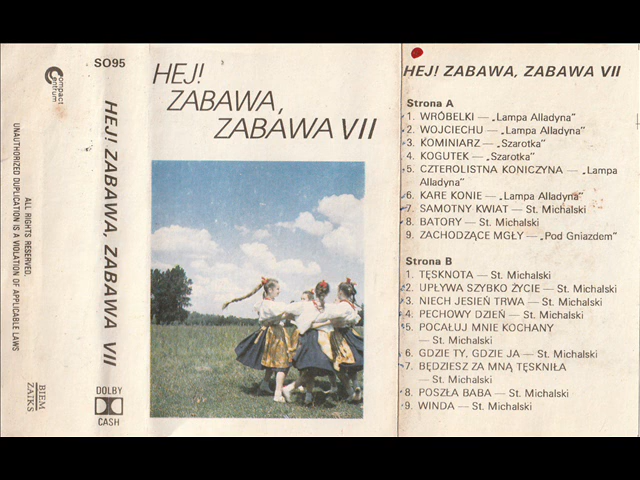 Compact
Centrum
UNAUTHORIZED DUPLICATION IS A VIOLATION OF APPLICABLE LAWS
ALL RIGHTS RESERVED.
BIEM
ZAIKS
SO95
HEJ! ZABAWA, ZABAWA VII
DOLBY
CASH
HEJ!
ZABAWA,
ZABAWA VII
HEJ! ZABAWA, ZABAWA VII
Strona A
1. WRÓBELKI — „Lampa Alladyna"
2. WOJCIECHU — „Lampa Alladyna"
3. KOMINIARZ — „Szarotka"
4. KOGUTEK — „Szarotka"
5. CZTEROLISTNA KONICZYNA — „Lampa
Alladyna"
6. KARE KONIE — „Lampa Alladyna"
7. SAMOTNY KWIAT — St. Michalski
8. BATORY — St. Michalski
9. ZACHODZĄCE MGŁY — „Pod Gniazdem"
Strona B
1. TĘSKNOTA — St. Michalski
2. UPŁYWA SZYBKO ŻYCIE — St. Michalski
3. NIECH JESIEŃ TRWA — St. Michalski
4. PECHOWY DZIEŃ — St. Michalski
5. POCAŁUJ MNIE KOCHANY
— St. Michalski
6. GDZIE TY, GDZIE JA — St. Michalski
7. BĘDZIESZ ZA MNĄ TĘSKNIŁA
— St. Michalski
8. POSZŁA BABA — St. Michalski
9. WINDA — St. Michalski